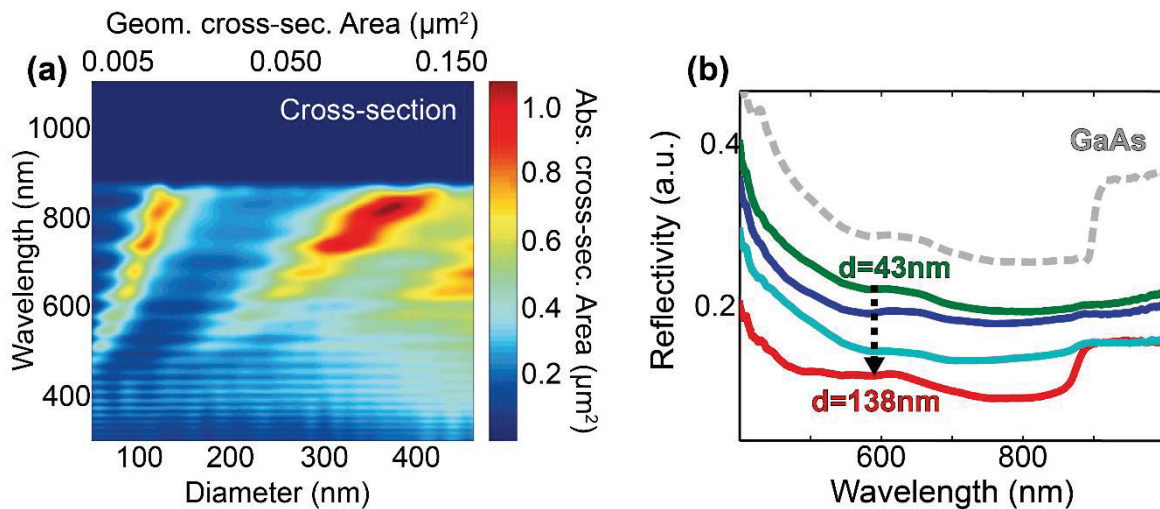 Geom. cross-sec. Area (μm²)
0.005 0.050 0.150
(a)
Cross-section
1000
800
600
400
Wavelength (nm)
100 200 300 400
Diameter (nm)
1.0
0.8
0.6
0.4
0.2
Abs. cross-sec. Area (μm²)
(b)
GaAs
0.4
0.2
Reflectivity (a.u.)
d=43nm
d=138nm
600 800
Wavelength (nm)